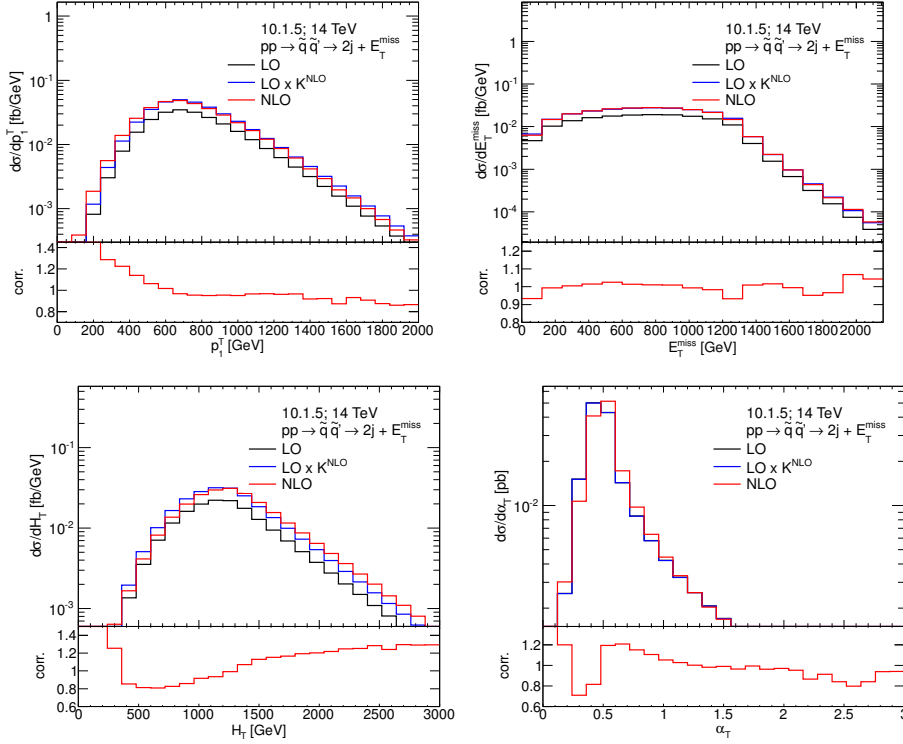 10.1.5; 14 TeV
pp → q̃ q̃' → 2j + E_T^miss
LO
LO x K^NLO
NLO
dσ/dp_1^T [fb/GeV]
1
10^-1
10^-2
10^-3
corr.
1.4
1.2
1
0.8
0 200 400 600 800 1000 1200 1400 1600 1800 2000
p_1^T [GeV]
10.1.5; 14 TeV
pp → q̃ q̃' → 2j + E_T^miss
LO
LO x K^NLO
NLO
dσ/dE_T^miss [fb/GeV]
1
10^-1
10^-2
10^-3
10^-4
corr.
1.2
1.1
1.0
0.9
0 200 400 600 800 1000 1200 1400 1600 1800 2000
E_T^miss [GeV]
10.1.5; 14 TeV
pp → q̃ q̃' → 2j + E_T^miss
LO
LO x K^NLO
NLO
dσ/dH_T [fb/GeV]
10^-1
10^-2
10^-3
corr.
1.4
1.2
1
0.8
0.6
0 500 1000 1500 2000 2500 3000
H_T [GeV]
10.1.5; 14 TeV
pp → q̃ q̃' → 2j + E_T^miss
LO
LO x K^NLO
NLO
dσ/dα_T [pb]
10^-2
corr.
1.2
1
0.8
0.6
0 0.5 1 1.5 2 2.5 3
α_T